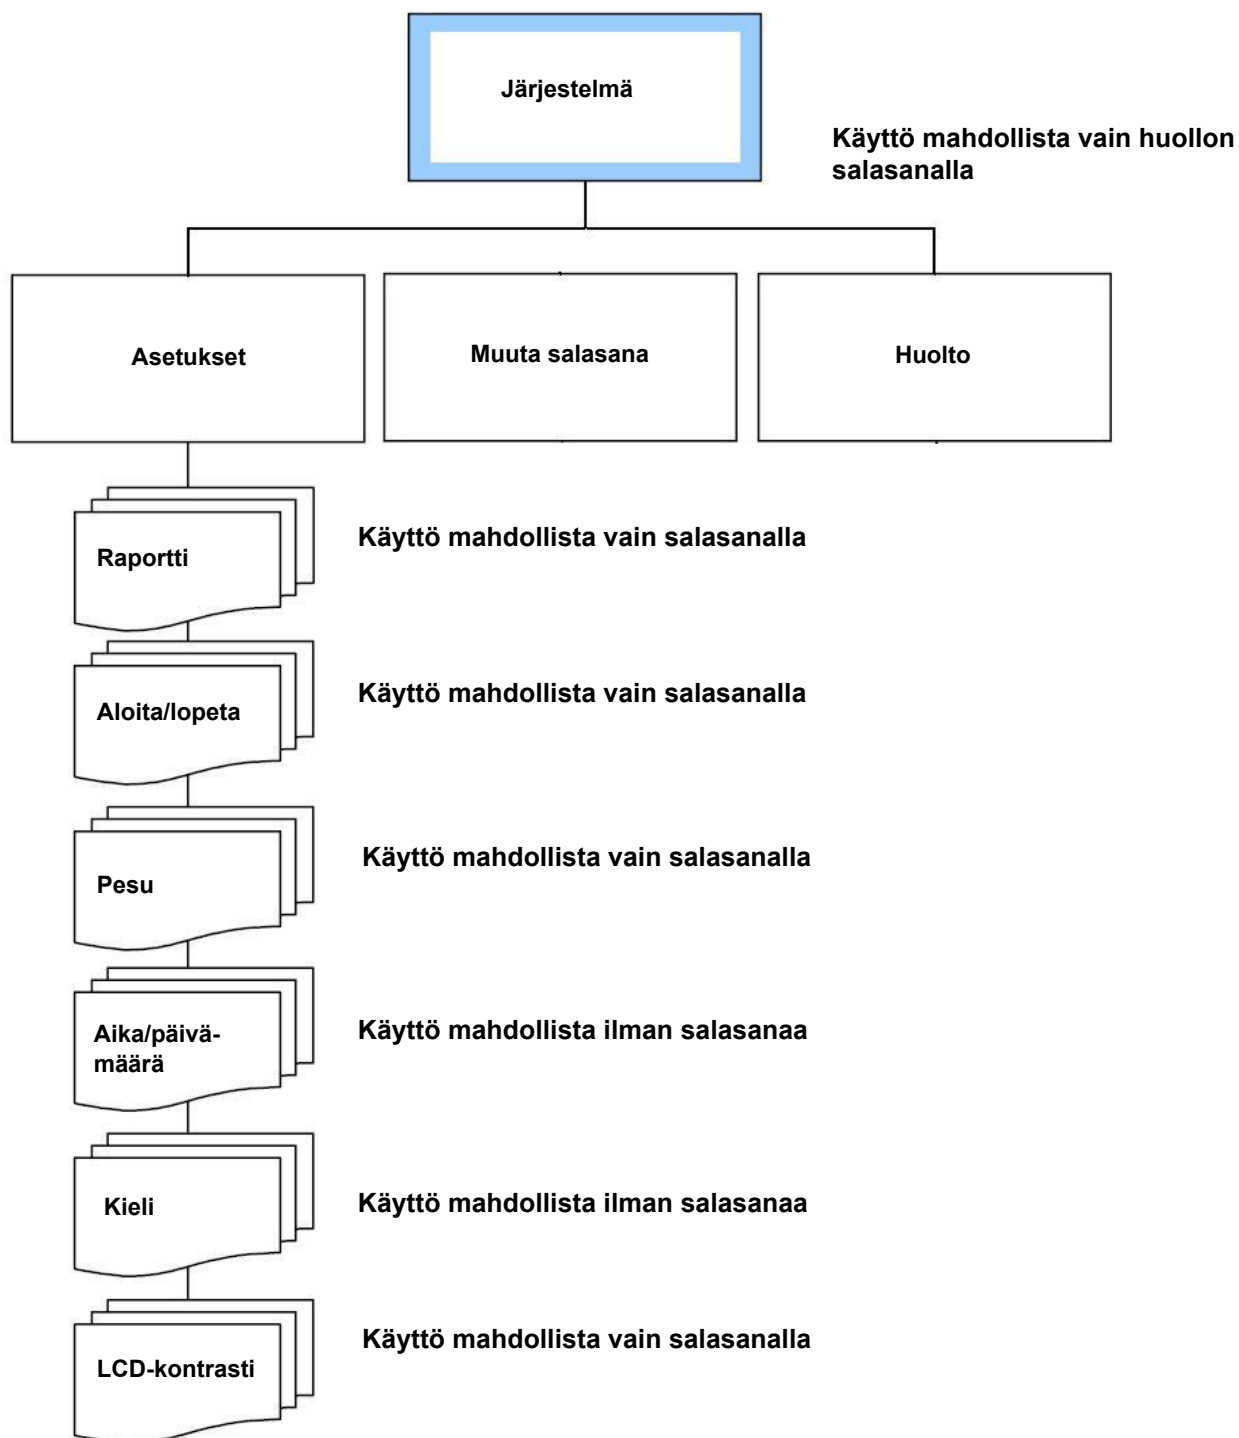 Järjestelmä
Käyttö mahdollista vain huollon
salasanalla
Asetukset
Muuta salasana
Huolto
Raportti
Käyttö mahdollista vain salasanalla
Aloita/lopeta
Käyttö mahdollista vain salasanalla
Pesu
Käyttö mahdollista vain salasanalla
Aika/päivä-
määrä
Käyttö mahdollista ilman salasanaa
Kieli
Käyttö mahdollista ilman salasanaa
LCD-kontrasti
Käyttö mahdollista vain salasanalla